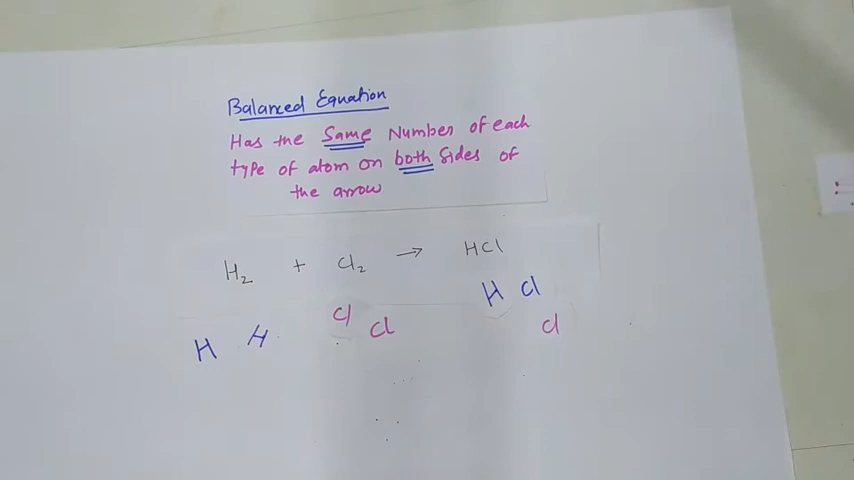 Balanced Equation
Has the Same Number of each
type of atom on both sides of
the arrow
H₂ + Cl₂ → HCl
H Cl
Cl Cl
Cl
H H